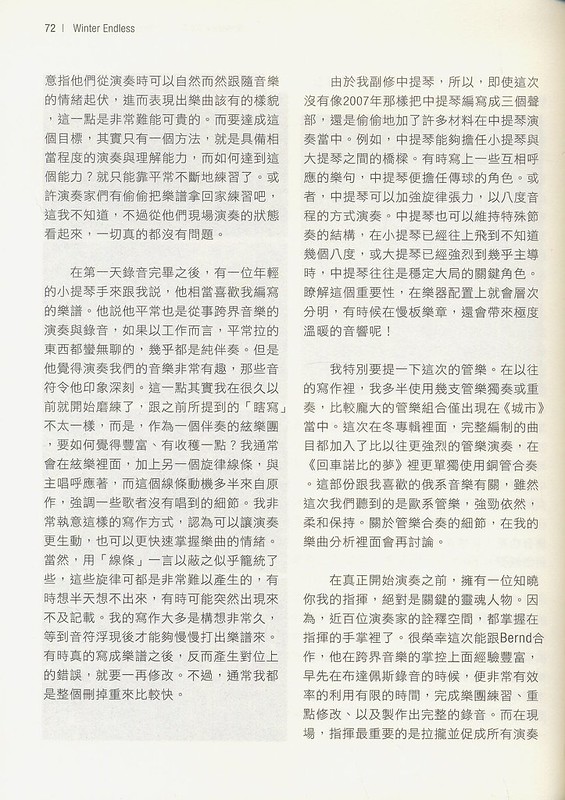 72 | Winter Endless
意指他們從演奏時可以自然而然跟隨音樂
的情緒起伏，進而表現出樂曲該有的樣貌
，這一點是非常難能可貴的。而要達成這
個目標，其實只有一個方法，就是具備相
當程度的演奏與理解能力，而如何達到這
個能力？就只能靠平常不斷地練習了。或
許演奏家們有偷偷把樂譜拿回家練習吧，
這我不知道，不過從他們現場演奏的狀態
看起來，一切真的都沒有問題。
在第一天錄音完畢之後，有一位年輕
的小提琴手來跟我說，他相當喜歡我編寫
的樂譜。他說他平常也是從事跨界音樂的
演奏與錄音，如果以工作而言，平常拉的
東西都蠻無聊的，幾乎都是純伴奏。但是
他覺得演奏我們的音樂非常有趣，那些音
符令他印象深刻。這一點其實我在很久以
前就開始磨練了，跟之前所提到的「瞎寫」
不太一樣，而是，作為一個伴奏的絃樂團
，要如何覺得豐富、有收穫一點？我通常
會在絃樂裡面，加上另一個旋律線條，與
主唱呼應著，而這個線條動機多半來自原
作，強調一些歌者沒有唱到的細節。我非
常執意這樣的寫作方式，認為可以讓演奏
更生動，也可以更快速掌握樂曲的情緒。
當然，用「線條」一言以蔽之似乎籠統了
些，這些旋律可都是非常難以產生的，有
時想半天想不出來，有時可能突然出現來
不及記載。我的寫作大多是構想非常久，
等到音符浮現後才能夠慢慢打出樂譜來。
有時真的寫成樂譜之後，反而產生對位上
的錯誤，就要一再修改。不過，通常我都
是整個刪掉重來比較快。
由於我副修中提琴，所以，即使這次
沒有像2007年那樣把中提琴編寫成三個聲
部，還是偷偷地加了許多材料在中提琴演
奏當中。例如，中提琴能夠擔任小提琴與
大提琴之間的橋樑。有時寫上一些互相呼
應的樂句，中提琴便擔任傳球的角色。或
者，中提琴可以加強旋律張力，以八度音
程的方式演奏。中提琴也可以維持特殊節
奏的結構，在小提琴已經往上飛到不知道
幾個八度，或大提琴已經強烈到幾乎主導
時，中提琴往往是穩定大局的關鍵角色。
瞭解這個重要性，在樂器配置上就會層次
分明，有時候在慢板樂章，還會帶來極度
溫暖的音響呢！
我特別要提一下這次的管樂。在以往
的寫作裡，我多半使用幾支管樂獨奏或重
奏，比較龐大的管樂組合僅出現在《城市》
當中。這次在冬專輯裡面，完整編制的曲
目都加入了比以往更強烈的管樂演奏，在
《回車諾比的夢》裡更單獨使用銅管合奏
。這部份跟我喜歡的俄系音樂有關，雖然
這次我們聽到的是歐系管樂，強勁依然，
柔和保持。關於管樂合奏的細節，在我的
樂曲分析裡面會再討論。
在真正開始演奏之前，擁有一位知曉
你我的指揮，絕對是關鍵的靈魂人物。因
為，近百位演奏家的詮釋空間，都掌握在
指揮的手掌裡了。很榮幸這次能跟Bernd合
作，他在跨界音樂的掌控上面經驗豐富，
早先在布達佩斯錄音的時候，便非常有效
率的利用有限的時間，完成樂團練習、重
點修改、以及製作出完整的錄音。而在現
場，指揮最重要的是拉攏並促成所有演奏